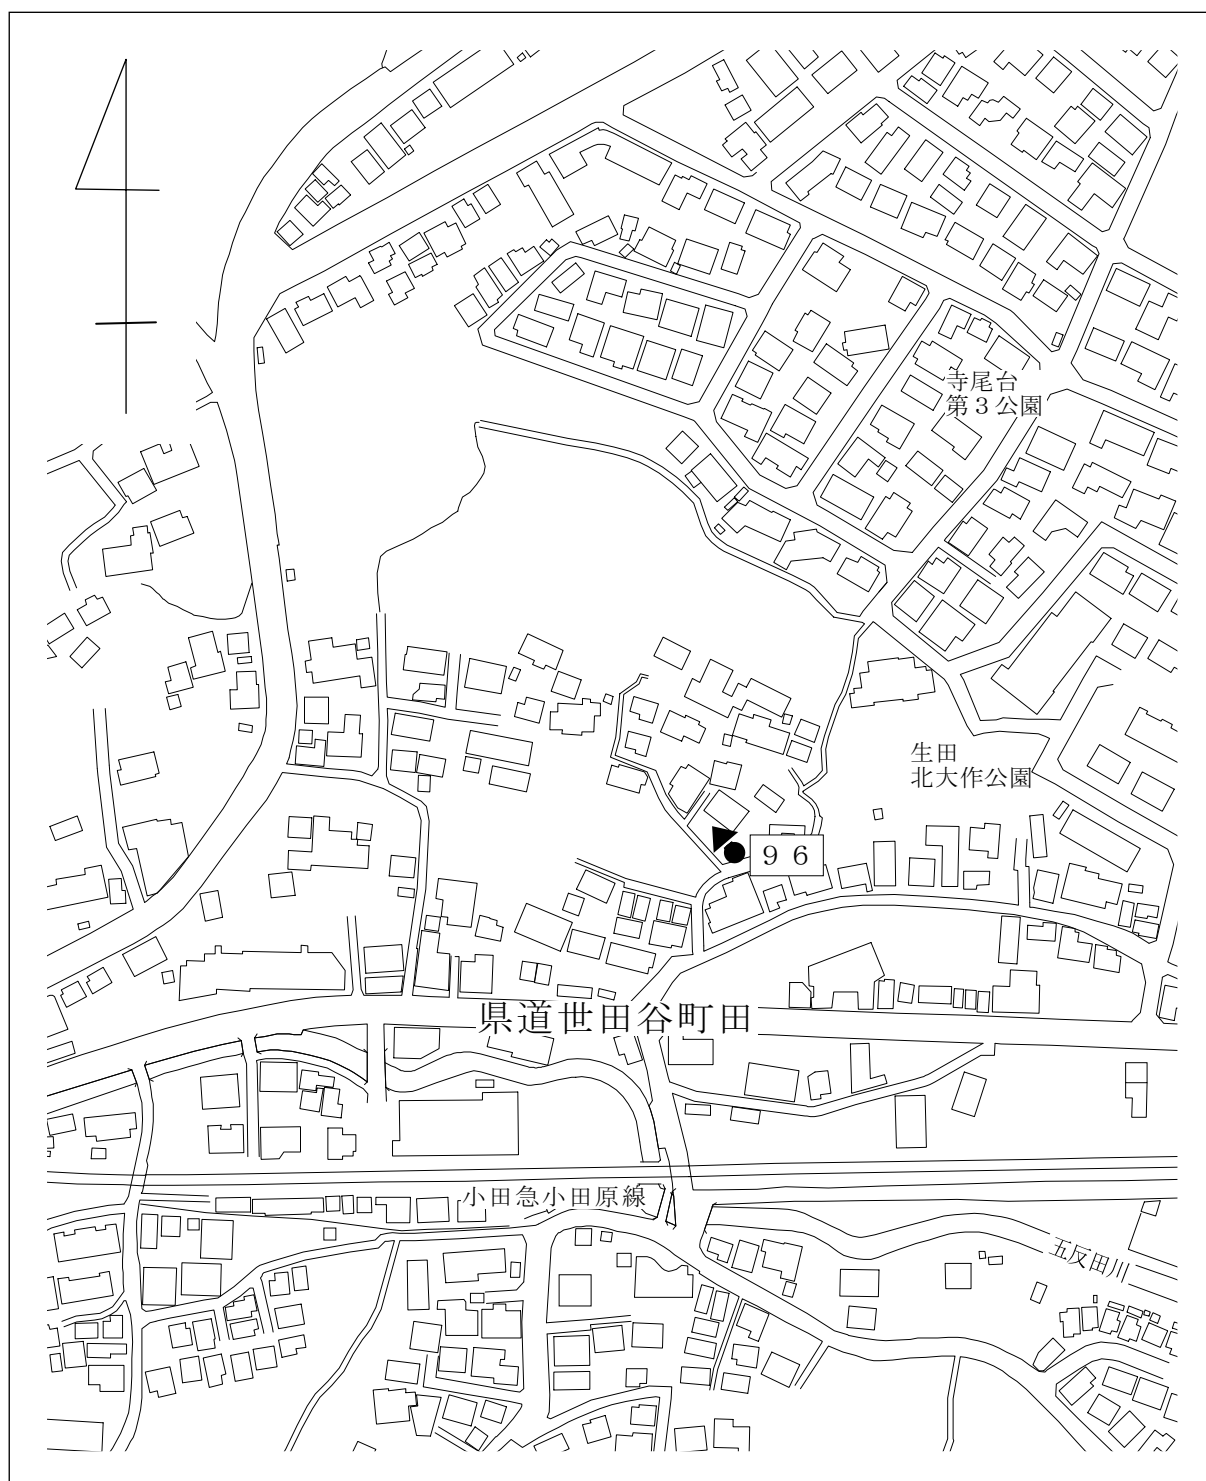 寺尾台
第３公園
生田
北大作公園
９６
県道世田谷町田
小田急小田原線
五反田川